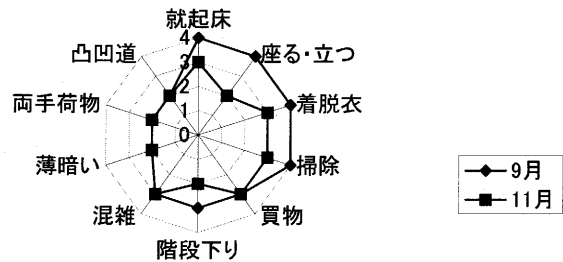 就起床
座る・立つ
着脱衣
掃除
買物
階段下り
混雑
薄暗い
両手荷物
凸凹道
4
3
2
1
0
9月
11月